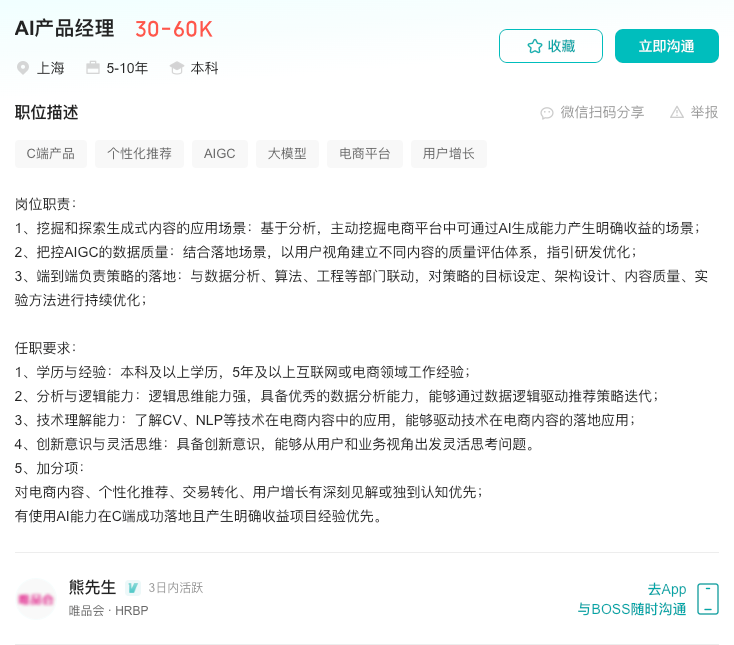 AI产品经理 30-60K
收藏 立即沟通
上海 5-10年 本科
职位描述
微信扫码分享 举报
C端产品 个性化推荐 AIGC 大模型 电商平台 用户增长
岗位职责：
1、挖掘和探索生成式内容的应用场景：基于分析，主动挖掘电商平台中可通过AI生成能力产生明确收益的场景；
2、把控AIGC的数据质量：结合落地场景，以用户视角建立不同内容的质量评估体系，指引研发优化；
3、端到端负责策略的落地：与数据分析、算法、工程等部门联动，对策略的目标设定、架构设计、内容质量、实
验方法进行持续优化；
任职要求：
1、学历与经验：本科及以上学历，5年及以上互联网或电商领域工作经验；
2、分析与逻辑能力：逻辑思维能力强，具备优秀的数据分析能力，能够通过数据逻辑驱动推荐策略迭代；
3、技术理解能力：了解CV、NLP等技术在电商内容中的应用，能够驱动技术在电商内容的落地应用；
4、创新意识与灵活思维：具备创新意识，能够从用户和业务视角出发灵活思考问题。
5、加分项：
对电商内容、个性化推荐、交易转化、用户增长有深刻见解或独到认知优先；
有使用AI能力在C端成功落地且产生明确收益项目经验优先。
唯品会
熊先生 3日内活跃
唯品会 · HRBP
去App
与BOSS随时沟通